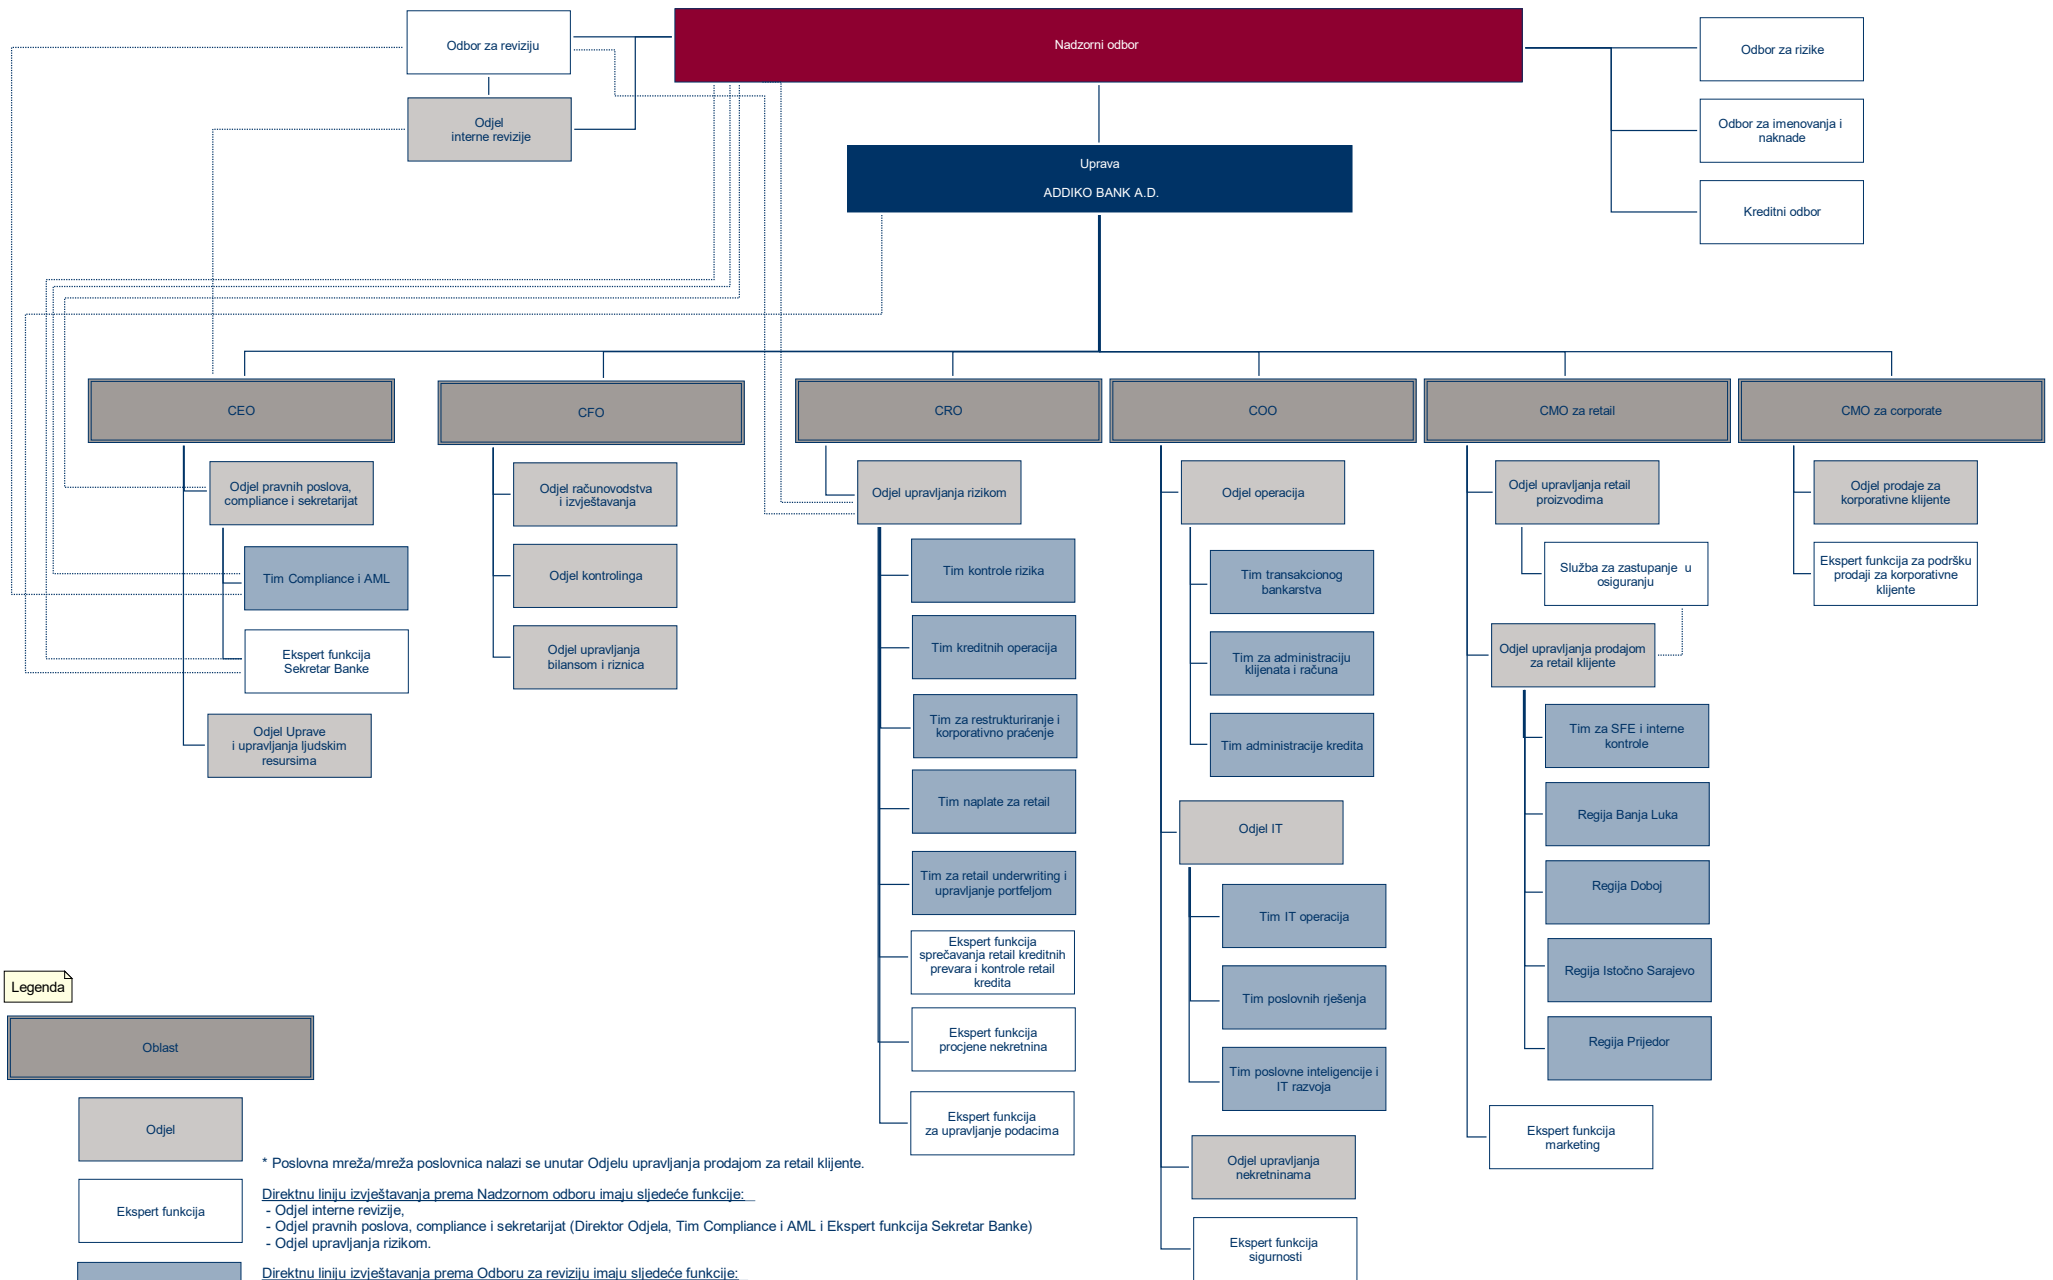 Odbor za reviziju
Nadzorni odbor
Odbor za rizike
Odjel
interne revizije
Odbor za imenovanja i
naknade
Uprava
ADDIKO BANK A.D.
Kreditni odbor
CEO
CFO
CRO
COO
CMO za retail
CMO za corporate
Odjel pravnih poslova,
compliance i sekretarijat
Tim Compliance i AML
Ekspert funkcija
Sekretar Banke
Odjel Uprave
i upravljanja ljudskim
resursima
Odjel računovodstva
i izvještavanja
Odjel kontrolinga
Odjel upravljanja
bilansom i riznica
Odjel upravljanja rizikom
Tim kontrole rizika
Tim kreditnih operacija
Tim za restrukturiranje i
korporativno praćenje
Tim naplate za retail
Tim za retail underwriting i
upravljanje portfeljom
Ekspert funkcija
sprečavanja retail kreditnih
prevara i kontrole retail
kredita
Ekspert funkcija
procjene nekretnina
Ekspert funkcija
za upravljanje podacima
Odjel operacija
Tim transakcionog
bankarstva
Tim za administraciju
klijenata i računa
Tim administracije kredita
Odjel IT
Tim IT operacija
Tim poslovnih rješenja
Tim poslovne inteligencije i
IT razvoja
Odjel upravljanja
nekretninama
Ekspert funkcija
sigurnosti
Odjel upravljanja retail
proizvodima
Služba za zastupanje u
osiguranju
Odjel upravljanja prodajom
za retail klijente
Tim za SFE i interne
kontrole
Regija Banja Luka
Regija Doboj
Regija Istočno Sarajevo
Regija Prijedor
Ekspert funkcija
marketing
Odjel prodaje za
korporativne klijente
Ekspert funkcija za podršku
prodaji za korporativne
klijente
Legenda
Oblast
Odjel
Ekspert funkcija
* Poslovna mreža/mreža poslovnica nalazi se unutar Odjelu upravljanja prodajom za retail klijente.
Direktnu liniju izvještavanja prema Nadzornom odboru imaju sljedeće funkcije:
- Odjel interne revizije,
- Odjel pravnih poslova, compliance i sekretarijat (Direktor Odjela, Tim Compliance i AML i Ekspert funkcija Sekretar Banke)
- Odjel upravljanja rizikom.
Direktnu liniju izvještavanja prema Odboru za reviziju imaju sljedeće funkcije: